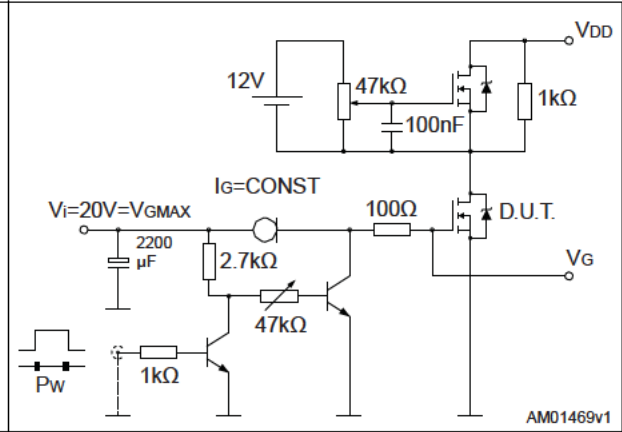 VDD
12V
47kΩ
1kΩ
100nF
IG=CONST
Vi=20V=VGMAX
100Ω
D.U.T.
2200
μF
2.7kΩ
VG
47kΩ
1kΩ
Pw
AM01469v1